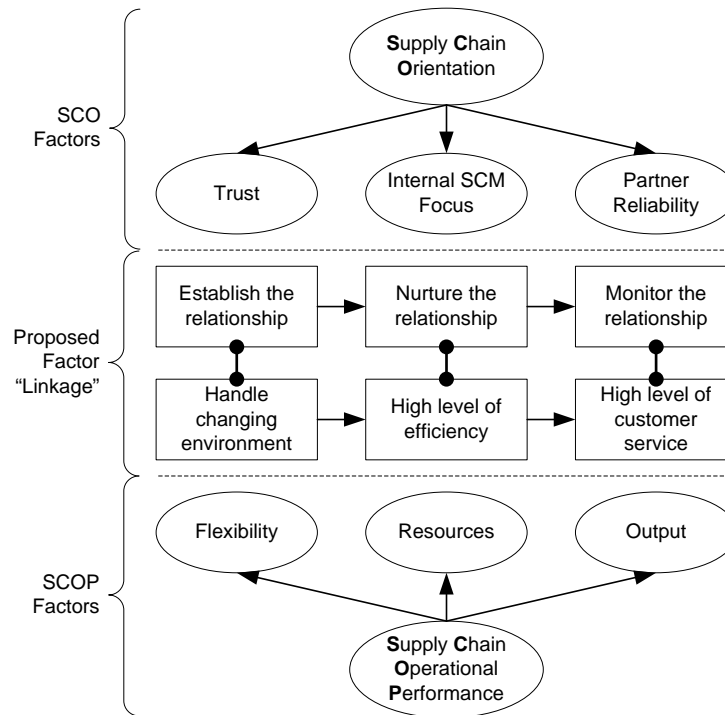 Supply Chain
Orientation
SCO
Factors
Trust
Internal SCM
Focus
Partner
Reliability
Proposed
Factor
“Linkage”
Establish the
relationship
Nurture the
relationship
Monitor the
relationship
Handle
changing
environment
High level of
efficiency
High level of
customer
service
SCOP
Factors
Flexibility
Resources
Output
Supply Chain
Operational
Performance